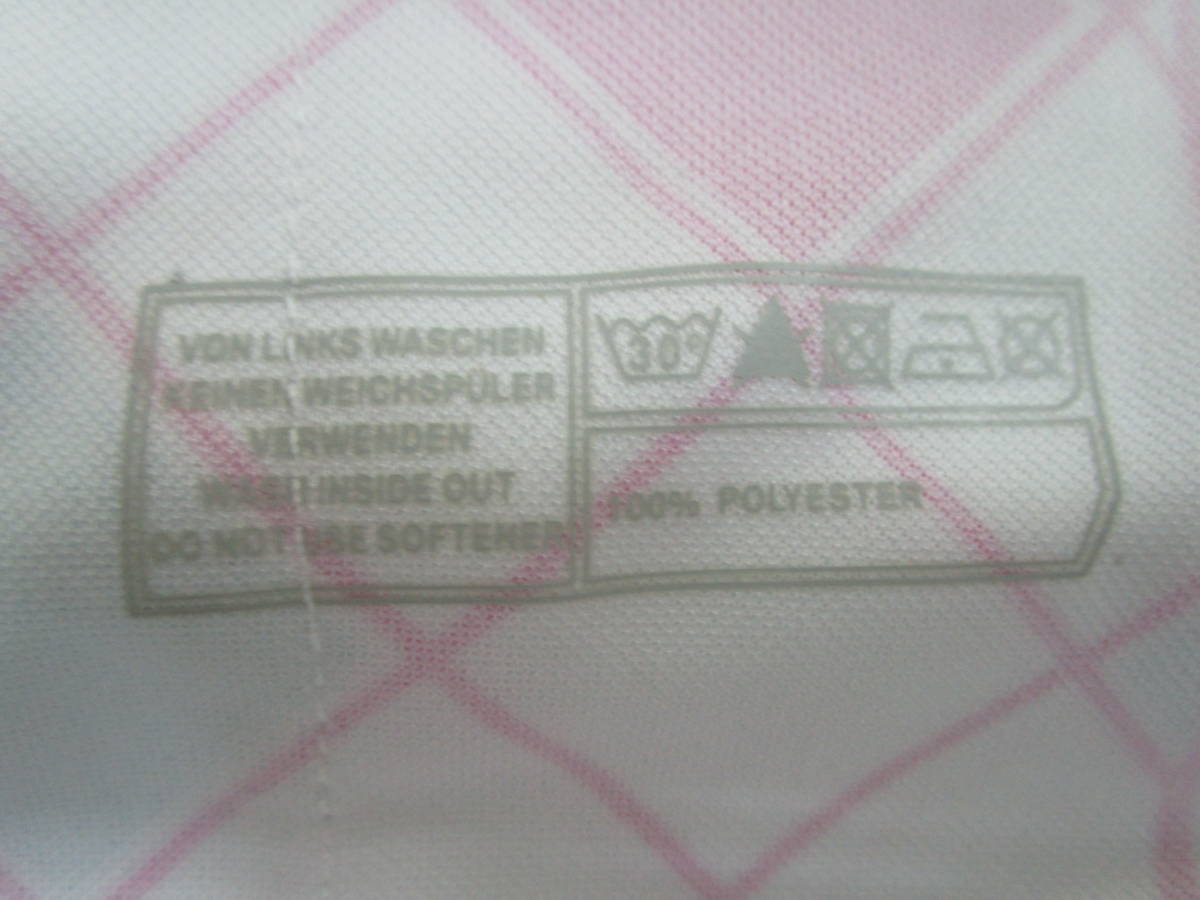 VON LINKS WASCHEN
KEINEN WEICHSPÜLER
VERWENDEN
WASH INSIDE OUT
DO NOT USE SOFTENER
30°
100% POLYESTER